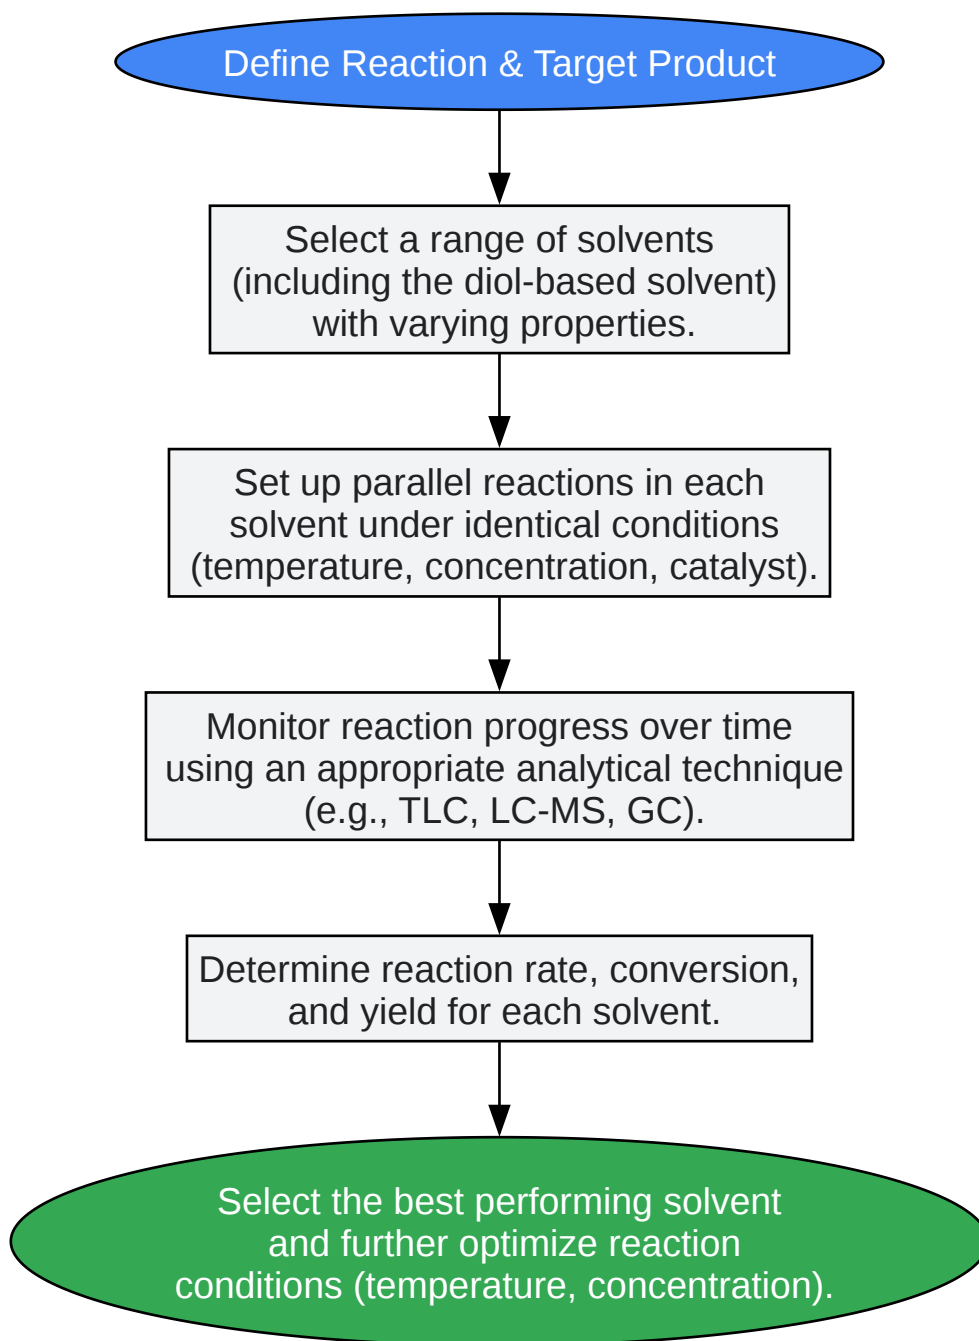 Define Reaction & Target Product
Select a range of solvents
(including the diol-based solvent)
with varying properties.
Set up parallel reactions in each
solvent under identical conditions
(temperature, concentration, catalyst).
Monitor reaction progress over time
using an appropriate analytical technique
(e.g., TLC, LC-MS, GC).
Determine reaction rate, conversion,
and yield for each solvent.
Select the best performing solvent
and further optimize reaction
conditions (temperature, concentration).